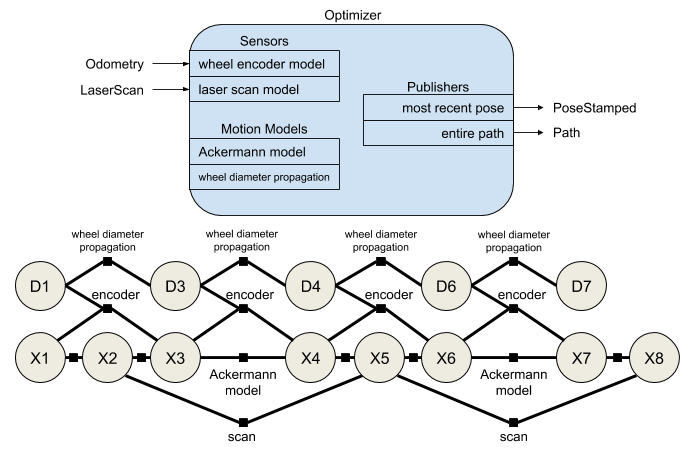 Optimizer
Sensors
Odometry
wheel encoder model
LaserScan
laser scan model
Publishers
most recent pose
PoseStamped
entire path
Path
Motion Models
Ackermann model
wheel diameter propagation
wheel diameter
propagation
wheel diameter
propagation
wheel diameter
propagation
wheel diameter
propagation
D1
D3
D4
D6
D7
encoder
encoder
encoder
encoder
X1
X2
X3
X4
X5
X6
X7
X8
Ackermann
model
Ackermann
model
scan
scan